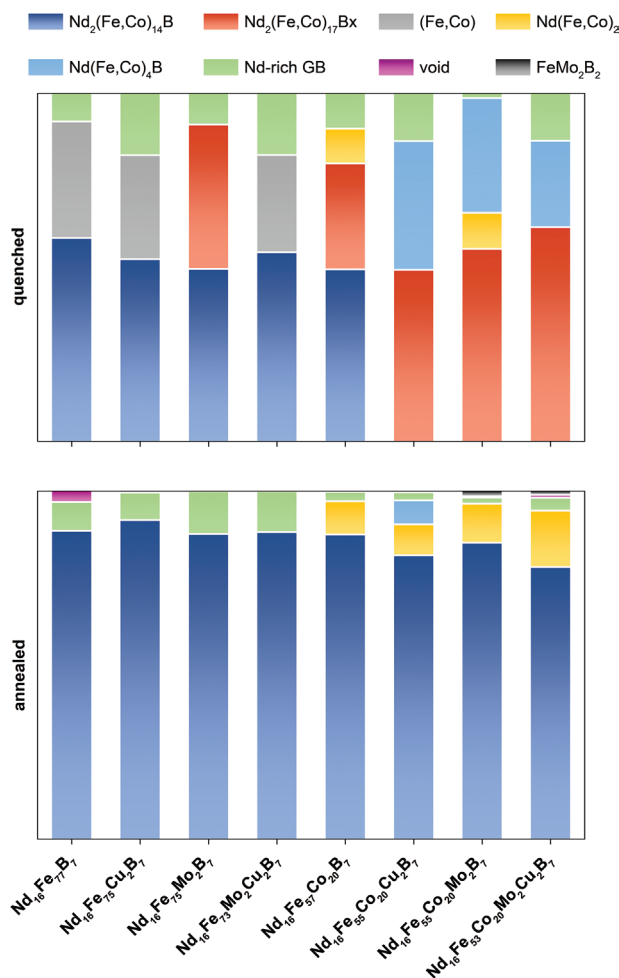 Nd₂(Fe,Co)₁₄B Nd₂(Fe,Co)₁₇Bx (Fe,Co) Nd(Fe,Co)₂
Nd(Fe,Co)₄B Nd-rich GB void FeMo₂B₂
quenched
annealed
Nd₁₆Fe₇₇B₇
Nd₁₆Fe₇₅Cu₂B₇
Nd₁₆Fe₇₅Mo₂B₇
Nd₁₆Fe₇₃Mo₂Cu₂B₇
Nd₁₆Fe₅₇Co₂₀B₇
Nd₁₆Fe₅₅Co₂₀Cu₂B₇
Nd₁₆Fe₅₅Co₂₀Mo₂B₇
Nd₁₆Fe₅₃Co₂₀Mo₂Cu₂B₇